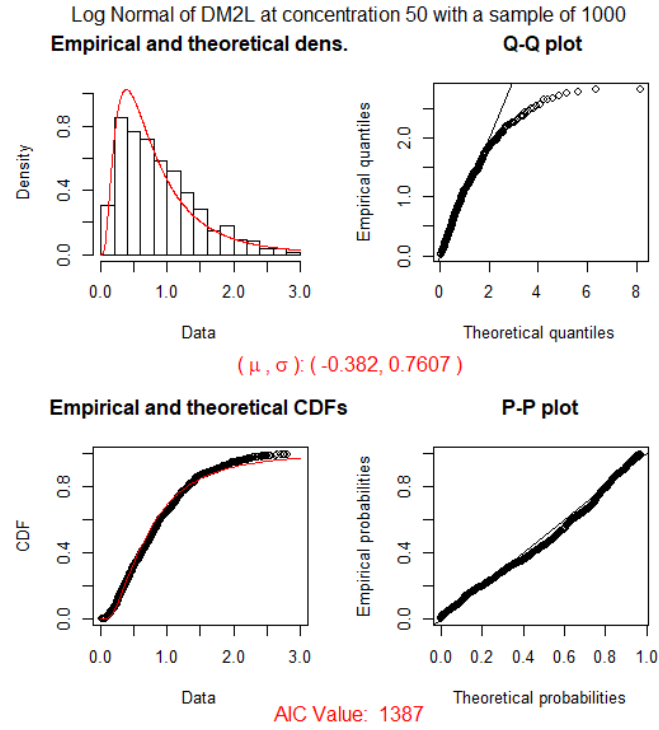 Log Normal of DM2L at concentration 50 with a sample of 1000
Empirical and theoretical dens.
Density
0.0 0.4 0.8
0.0 1.0 2.0 3.0
Data
Q-Q plot
Empirical quantiles
0.0 1.0 2.0
0 2 4 6 8
Theoretical quantiles
( μ , σ ): ( -0.382, 0.7607 )
Empirical and theoretical CDFs
CDF
0.0 0.4 0.8
0.0 1.0 2.0 3.0
Data
P-P plot
Empirical probabilities
0.0 0.4 0.8
0.0 0.2 0.4 0.6 0.8 1.0
Theoretical probabilities
AIC Value: 1387